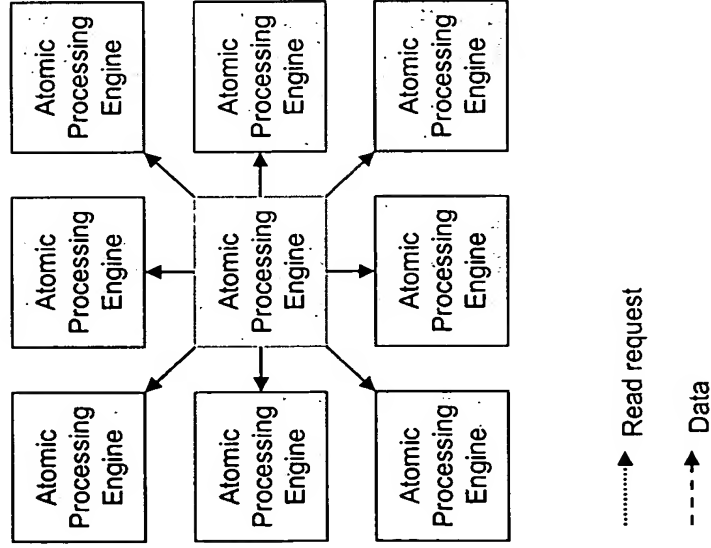 Atomic
Processing
Engine
Atomic
Processing
Engine
Atomic
Processing
Engine
Atomic
Processing
Engine
Atomic
Processing
Engine
Atomic
Processing
Engine
Atomic
Processing
Engine
Atomic
Processing
Engine
Atomic
Processing
Engine
Read request
Data